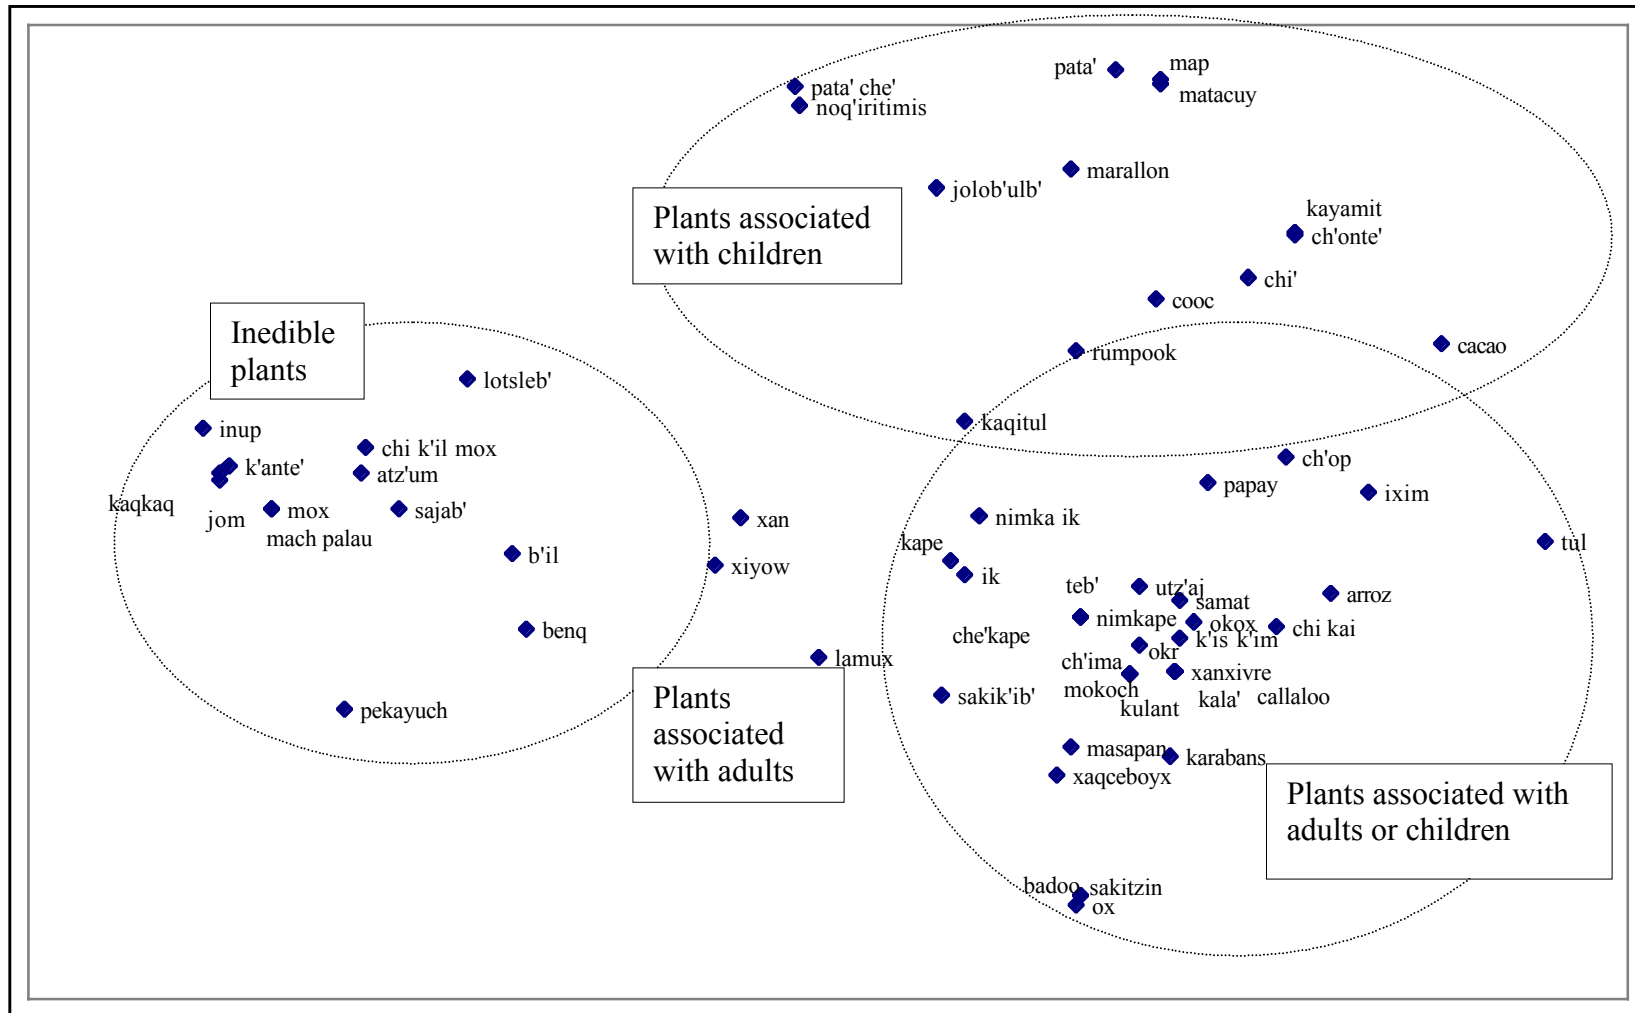 pata'
map
matacuy
pata' che'
noq'iritimis
marallon
jolob'ulb'
Plants associated
with children
kayamit
ch'onte'
chi'
cooc
rumpook
cacao
kaqitul
Inedible
plants
lotsleb'
inup
chi k'il mox
k'ante'
atz'um
kaqkaq
jom
mox
mach palau
sajab'
b'il
benq
pekayuch
xan
xiyow
lamux
Plants
associated
with adults
ch'op
papay
ixim
nimka ik
kape
ik
tul
teb'
utz'aj
samat
arroz
nimkape
okox
chi kai
che'kape
k'is k'im
okr
ch'ima
mokoch
xanxivre
sakik'ib'
kulant
kala'
callaloo
masapan
karabans
xaqceboyx
Plants associated with
adults or children
badoo
sakitzin
ox